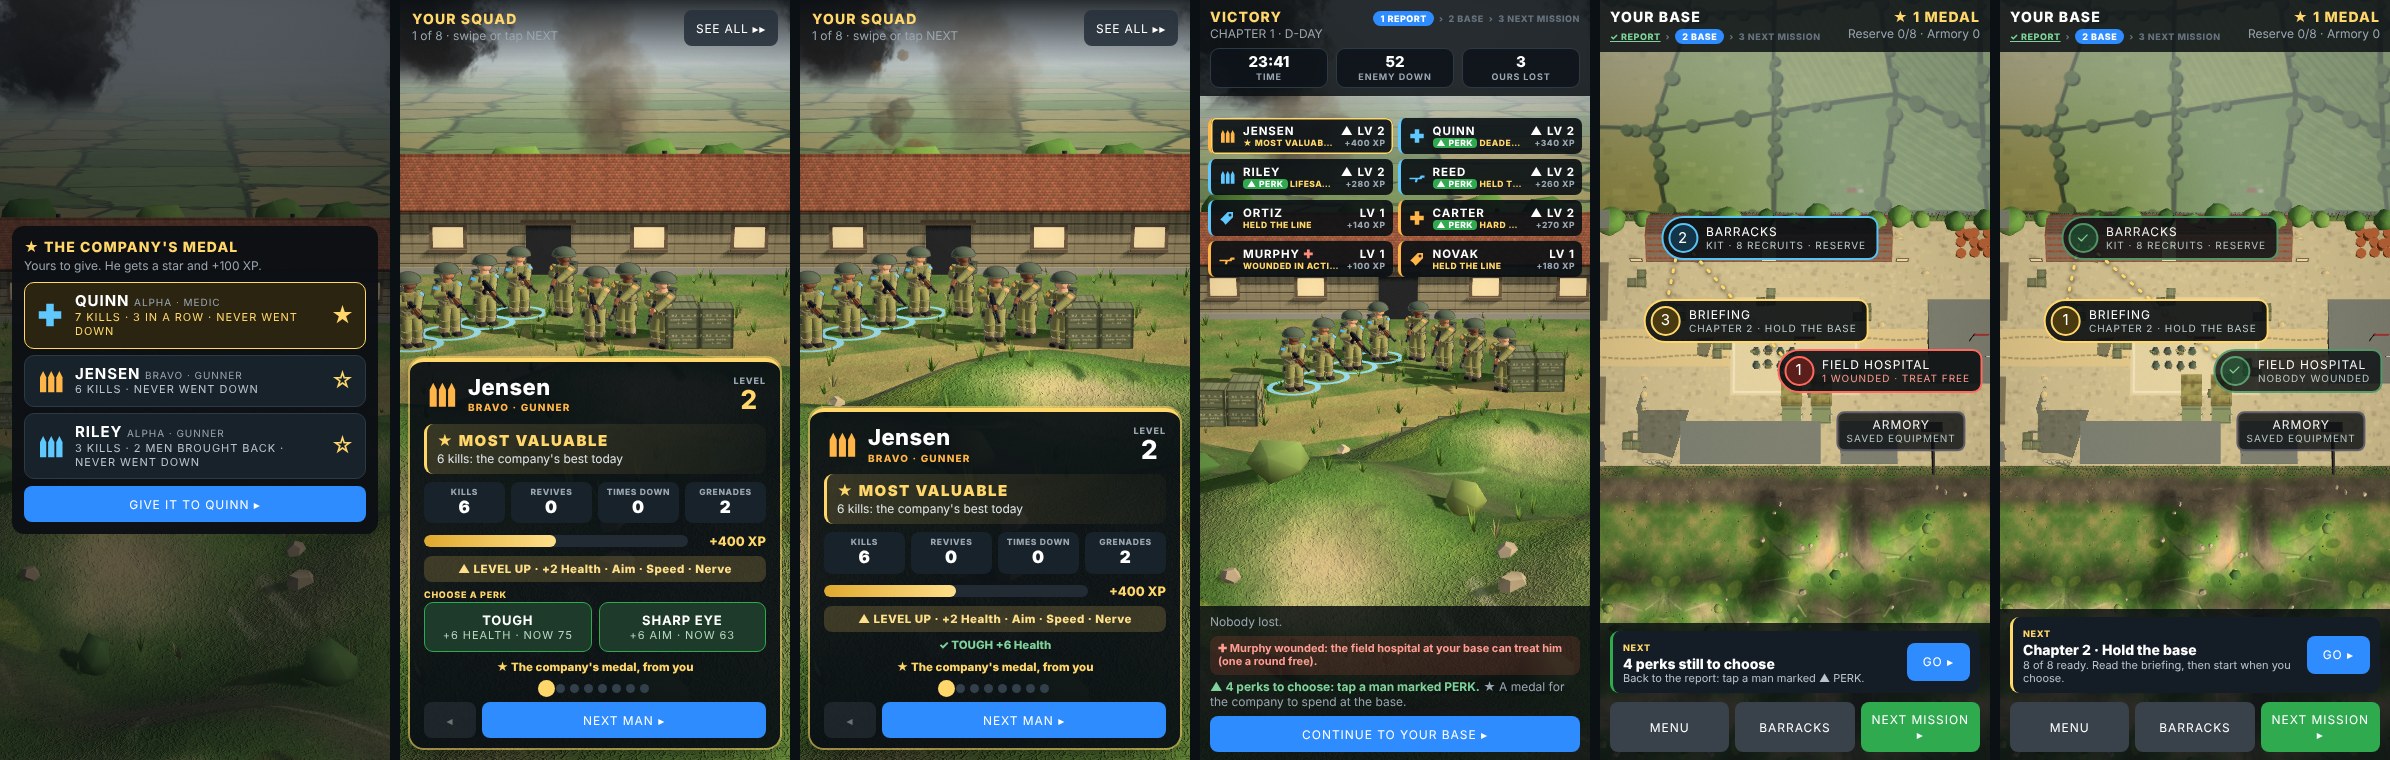 ★ THE COMPANY'S MEDAL
Yours to give. He gets a star and +100 XP.
QUINN ALPHA · MEDIC
7 KILLS · 3 IN A ROW · NEVER WENT
DOWN
JENSEN BRAVO · GUNNER
6 KILLS · NEVER WENT DOWN
RILEY ALPHA · GUNNER
3 KILLS · 2 MEN BROUGHT BACK ·
NEVER WENT DOWN
GIVE IT TO QUINN ▸
YOUR SQUAD
1 of 8 · swipe or tap NEXT
SEE ALL ▸▸
Jensen
BRAVO · GUNNER
LEVEL
2
★ MOST VALUABLE
6 kills: the company's best today
KILLS
6
REVIVES
0
TIMES DOWN
0
GRENADES
2
+400 XP
▲ LEVEL UP · +2 Health · Aim · Speed · Nerve
CHOOSE A PERK
TOUGH
+6 HEALTH · NOW 75
SHARP EYE
+6 AIM · NOW 63
★ The company's medal, from you
◂
NEXT MAN ▸
YOUR SQUAD
1 of 8 · swipe or tap NEXT
SEE ALL ▸▸
Jensen
BRAVO · GUNNER
LEVEL
2
★ MOST VALUABLE
6 kills: the company's best today
KILLS
6
REVIVES
0
TIMES DOWN
0
GRENADES
2
+400 XP
▲ LEVEL UP · +2 Health · Aim · Speed · Nerve
✓ TOUGH +6 Health
★ The company's medal, from you
◂
NEXT MAN ▸
VICTORY
1 REPORT › 2 BASE › 3 NEXT MISSION
CHAPTER 1 · D-DAY
23:41
TIME
52
ENEMY DOWN
3
OURS LOST
JENSEN ▲ LV 2
★ MOST VALUAB... +400 XP
QUINN ▲ LV 2
▲ PERK DEADE... +340 XP
RILEY ▲ LV 2
▲ PERK LIFESA... +280 XP
REED ▲ LV 2
▲ PERK HELD T... +260 XP
ORTIZ LV 1
HELD THE LINE +140 XP
CARTER ▲ LV 2
▲ PERK HARD ... +270 XP
MURPHY ✚ LV 1
WOUNDED IN ACTI... +100 XP
NOVAK LV 1
HELD THE LINE +180 XP
Nobody lost.
✚ Murphy wounded: the field hospital at your base can treat him
(one a round free).
▲ 4 perks to choose: tap a man marked PERK. ★ A medal for
the company to spend at the base.
CONTINUE TO YOUR BASE ▸
YOUR BASE
★ 1 MEDAL
✓ REPORT › 2 BASE › 3 NEXT MISSION
Reserve 0/8 · Armory 0
2
BARRACKS
KIT · 8 RECRUITS · RESERVE
3
BRIEFING
CHAPTER 2 · HOLD THE BASE
1
FIELD HOSPITAL
1 WOUNDED · TREAT FREE
ARMORY
SAVED EQUIPMENT
NEXT
4 perks still to choose
Back to the report: tap a man marked ▲ PERK.
GO ▸
MENU
BARRACKS
NEXT MISSION
▸
YOUR BASE
★ 1 MEDAL
✓ REPORT › 2 BASE › 3 NEXT MISSION
Reserve 0/8 · Armory 0
✓
BARRACKS
KIT · 8 RECRUITS · RESERVE
1
BRIEFING
CHAPTER 2 · HOLD THE BASE
✓
FIELD HOSPITAL
NOBODY WOUNDED
ARMORY
SAVED EQUIPMENT
NEXT
Chapter 2 · Hold the base
8 of 8 ready. Read the briefing, then start when you
choose.
GO ▸
MENU
BARRACKS
NEXT MISSION
▸